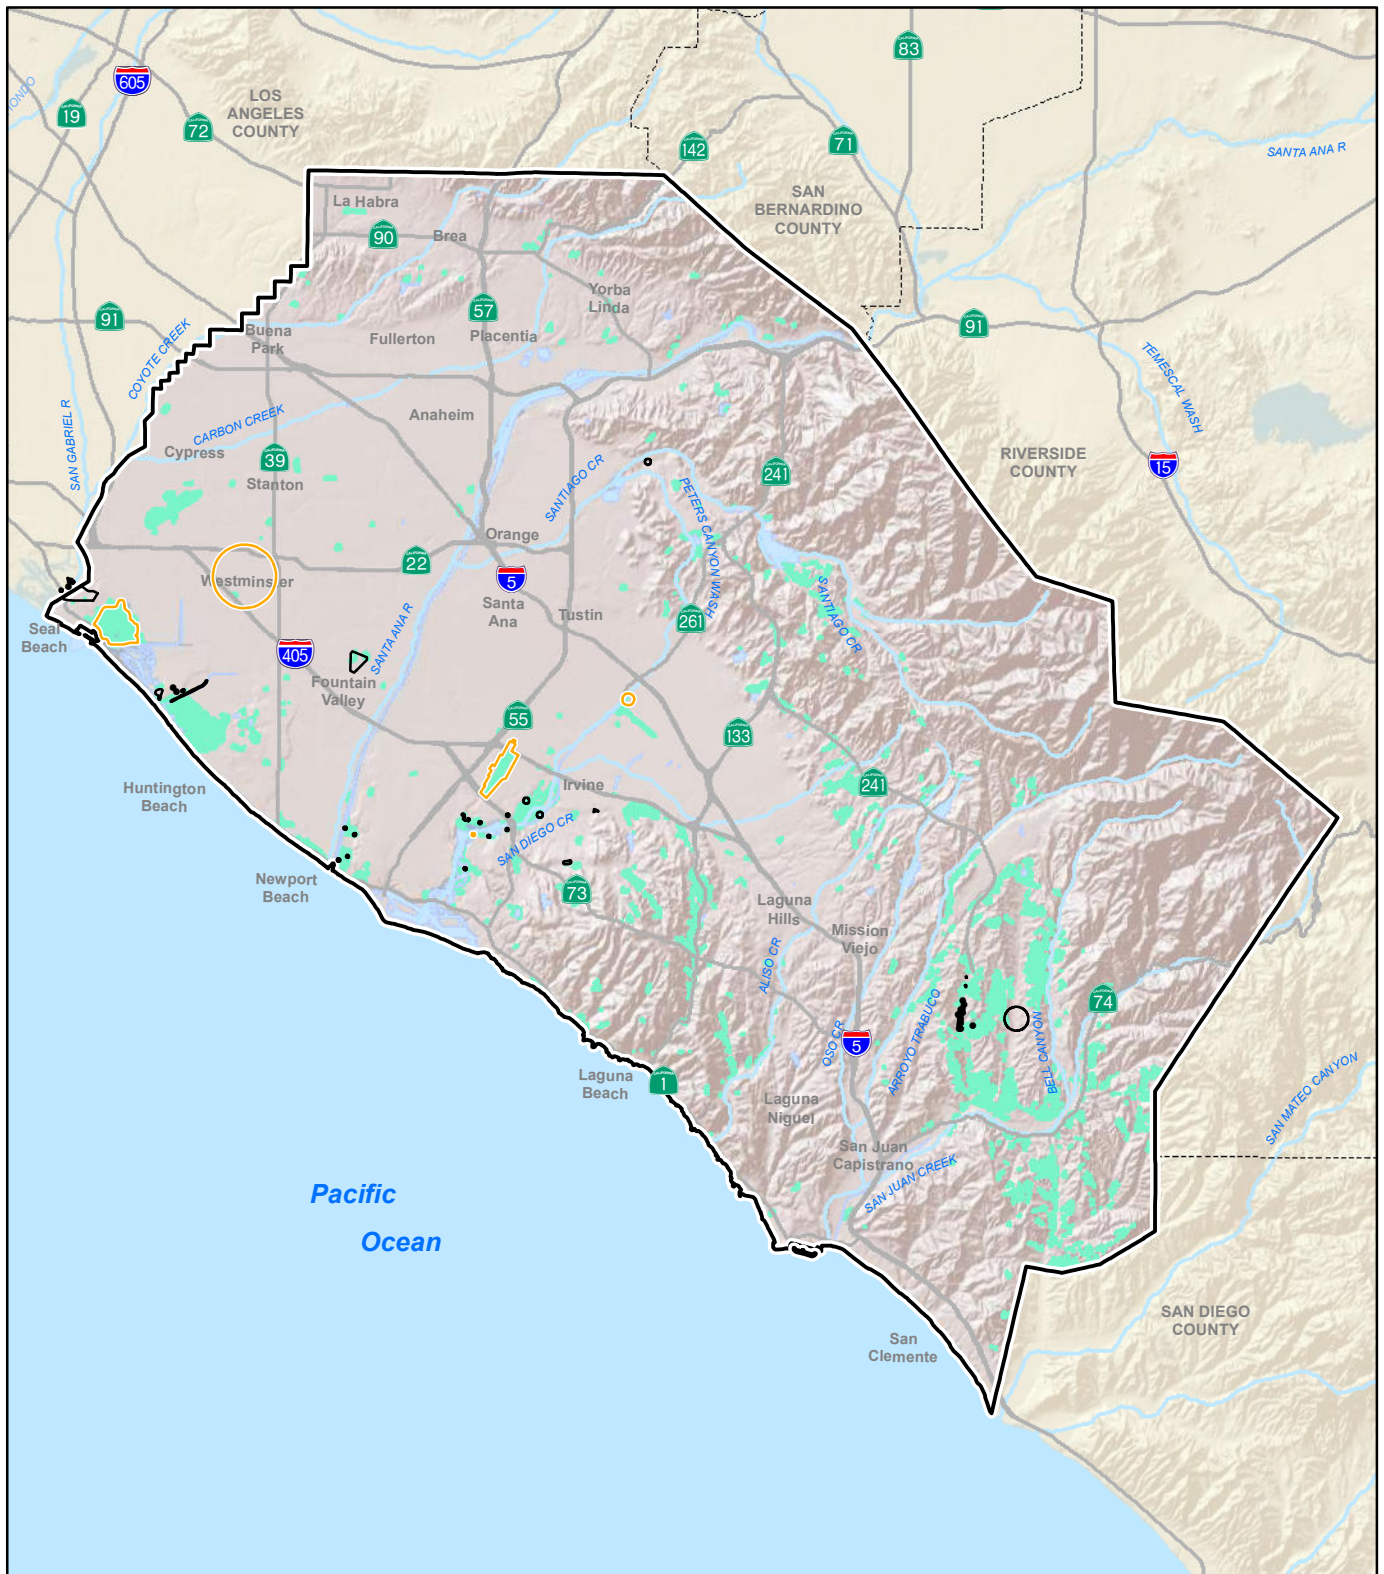 83
605
LOS
ANGELES
COUNTY
19
72
142
71
SANTA ANA R
SAN
BERNARDINO
COUNTY
La Habra
90
Brea
Yorba
Linda
57
91
91
Buena
Park
Fullerton
Placentia
COYOTE CREEK
TEMESCAL WASH
SAN GABRIEL R
CARBON CREEK
Anaheim
Cypress
39
Stanton
SANTIAGO CR
PETERS CANYON WASH
241
RIVERSIDE
COUNTY
15
Orange
22
5
Westminster
Santa
Ana
Tustin
SANTIAGO CR
261
Seal
Beach
SANTA ANA R
405
Fountain
Valley
55
133
Huntington
Beach
Irvine
241
SAN DIEGO CR
Newport
Beach
73
Laguna
Hills
Mission
Viejo
ALISO CR
74
ARROYO TRABUCO
BELL CANYON
OSO CR
5
Laguna
Beach
1
Laguna
Niguel
SAN MATEO CANYON
San Juan
Capistrano
SAN JUAN CREEK
Pacific
Ocean
SAN DIEGO
COUNTY
San
Clemente